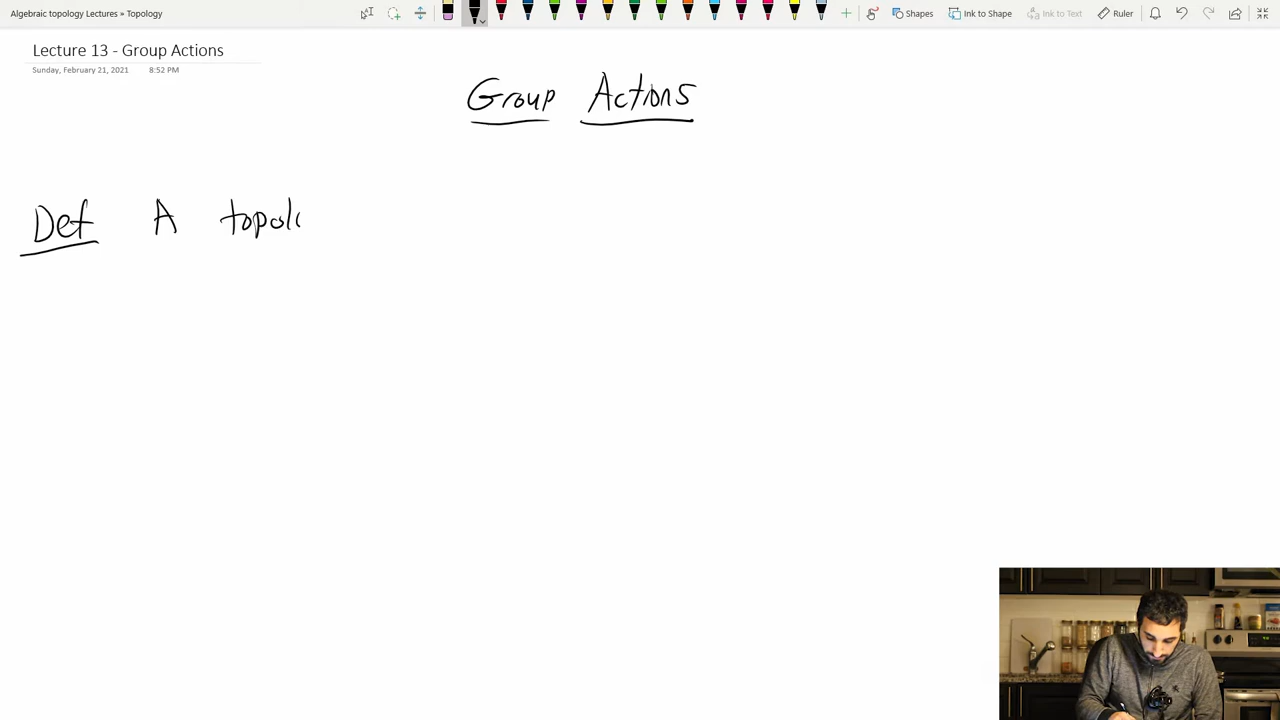 Algebraic topology Lectures » Topology
Shapes Ink to Shape Ink to Text Ruler
Lecture 13 - Group Actions
Sunday, February 21, 2021 8:52 PM
Group Actions
Def A topolo